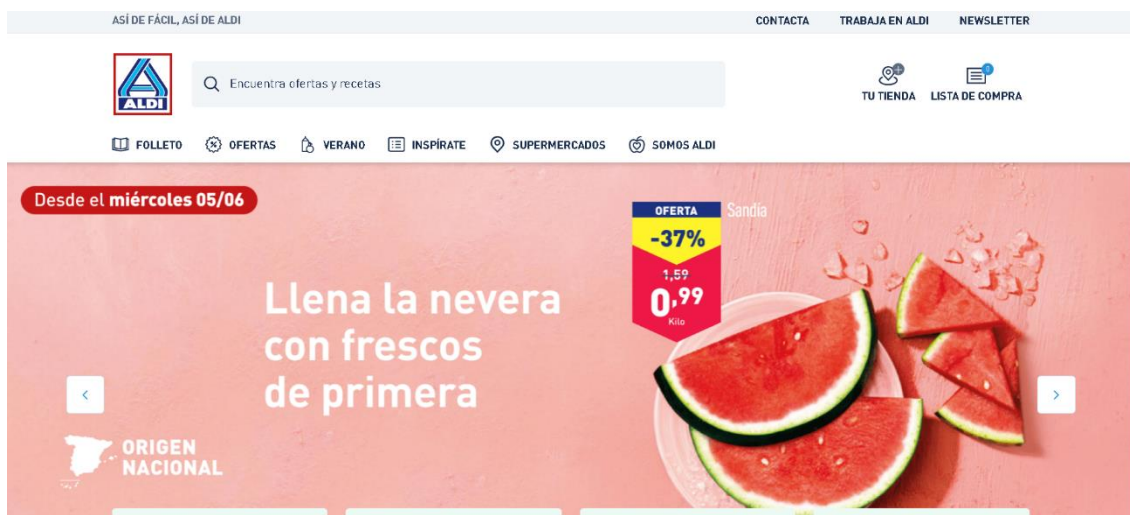 ASÍ DE FÁCIL, ASÍ DE ALDI
CONTACTA TRABAJA EN ALDI NEWSLETTER
ALDI
Encuentra ofertas y recetas
TU TIENDA LISTA DE COMPRA
FOLLETO OFERTAS VERANO INSPÍRATE SUPERMERCADOS SOMOS ALDI
Desde el miércoles 05/06
OFERTA
Sandía
-37%
1,59
0,99
Kilo
Llena la nevera
con frescos
de primera
ORIGEN
NACIONAL